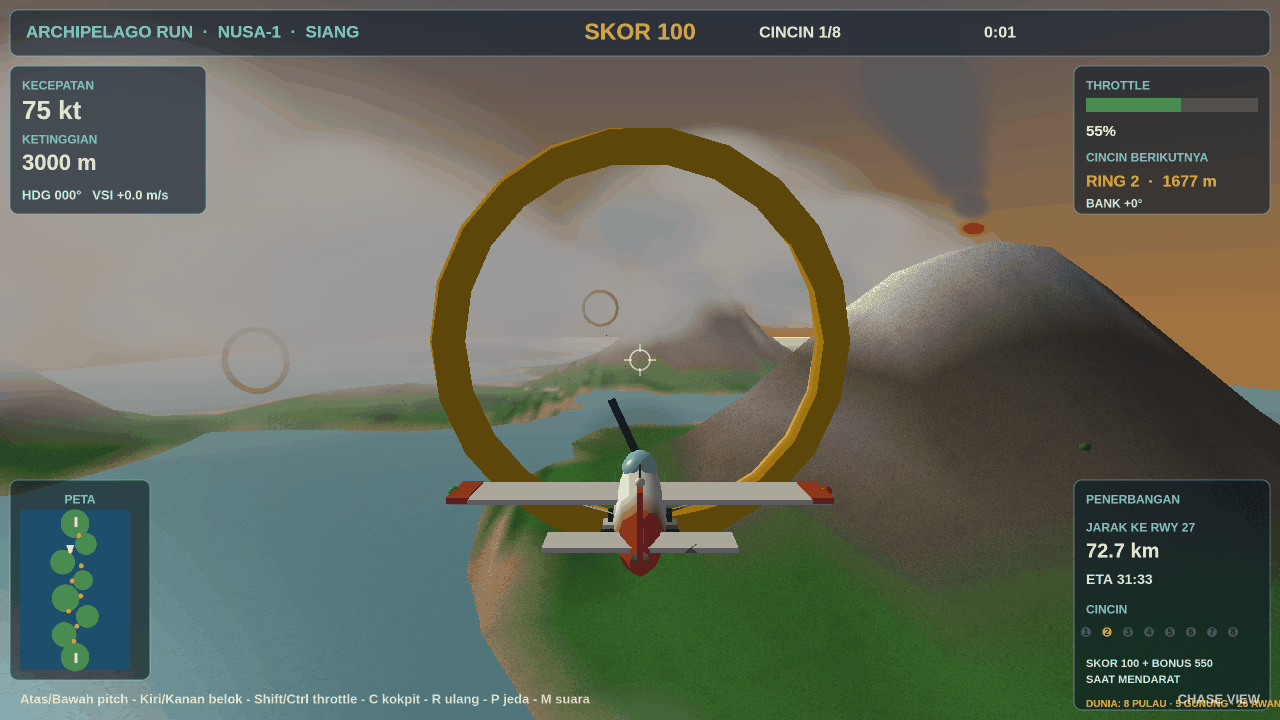 ARCHIPELAGO RUN · NUSA-1 · SIANG
SKOR 100
CINCIN 1/8
0:01
KECEPATAN
75 kt
KETINGGIAN
3000 m
HDG 000° VSI +0.0 m/s
THROTTLE
55%
CINCIN BERIKUTNYA
RING 2 · 1677 m
BANK +0°
PETA
PENERBANGAN
JARAK KE RWY 27
72.7 km
ETA 31:33
CINCIN
1 2 3 4 5 6 7 8
SKOR 100 + BONUS 550
SAAT MENDARAT
DUNIA: 8 PULAU · 5 GUNUNG · 26 AWAN
CHASE VIEW
Atas/Bawah pitch - Kiri/Kanan belok - Shift/Ctrl throttle - C kokpit - R ulang - P jeda - M suara